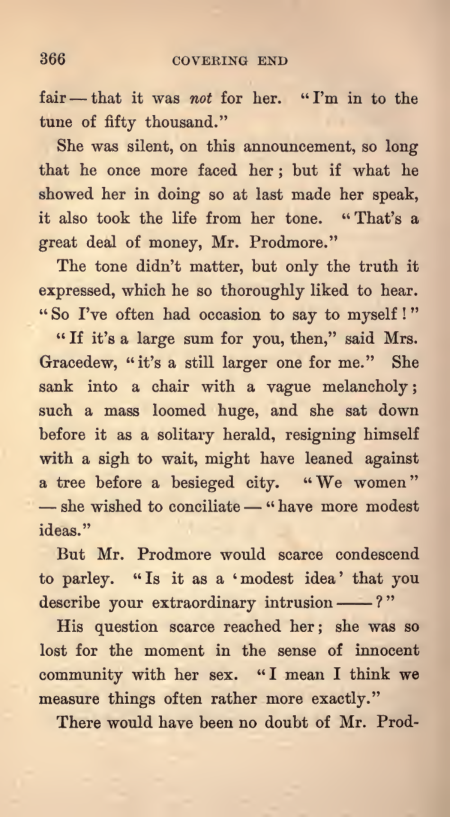 366 COVERING END
fair — that it was not for her. "I'm in to the
tune of fifty thousand."
She was silent, on this announcement, so long
that he once more faced her; but if what he
showed her in doing so at last made her speak,
it also took the life from her tone. "That's a
great deal of money, Mr. Prodmore."
The tone didn't matter, but only the truth it
expressed, which he so thoroughly liked to hear.
"So I've often had occasion to say to myself!"
"If it's a large sum for you, then," said Mrs.
Gracedew, "it's a still larger one for me." She
sank into a chair with a vague melancholy;
such a mass loomed huge, and she sat down
before it as a solitary herald, resigning himself
with a sigh to wait, might have leaned against
a tree before a besieged city. "We women"
— she wished to conciliate — "have more modest
ideas."
But Mr. Prodmore would scarce condescend
to parley. "Is it as a 'modest idea' that you
describe your extraordinary intrusion ——?"
His question scarce reached her; she was so
lost for the moment in the sense of innocent
community with her sex. "I mean I think we
measure things often rather more exactly."
There would have been no doubt of Mr. Prod-